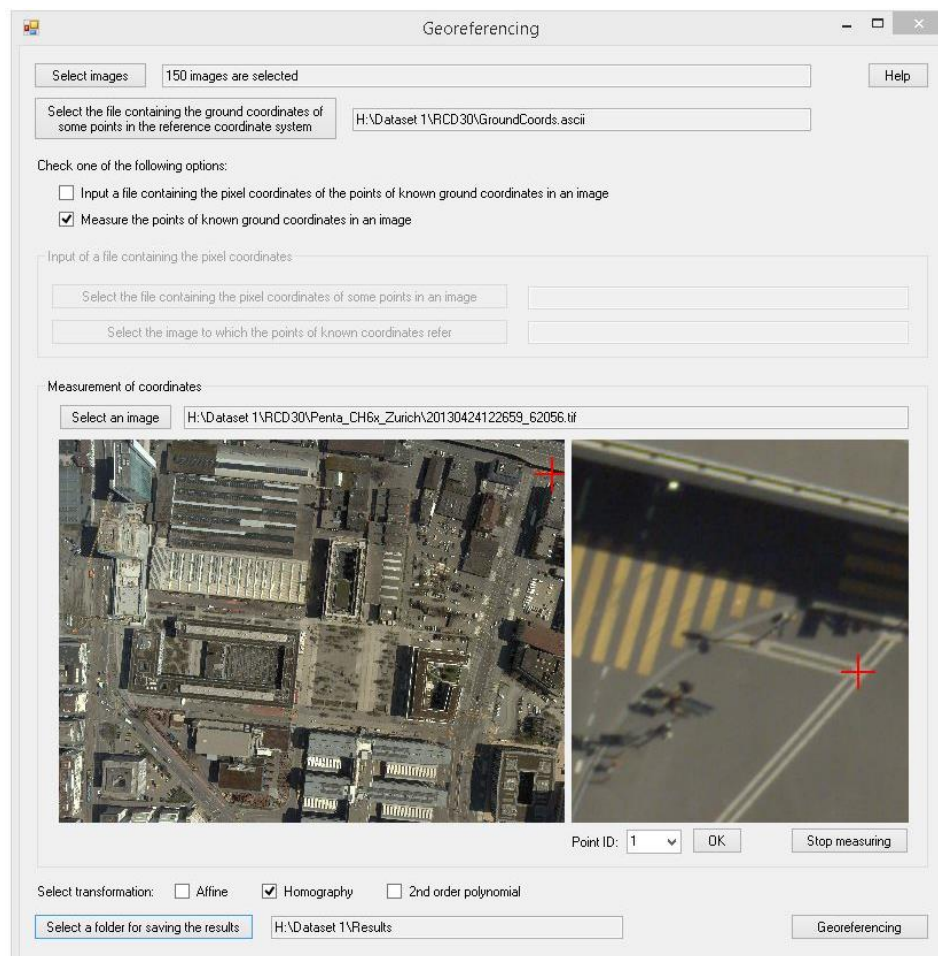 Georeferencing
Select images
150 images are selected
Help
Select the file containing the ground coordinates of
some points in the reference coordinate system
H:\Dataset 1\RCD30\GroundCoords.ascii
Check one of the following options:
Input a file containing the pixel coordinates of the points of known ground coordinates in an image
Measure the points of known ground coordinates in an image
Input of a file containing the pixel coordinates
Select the file containing the pixel coordinates of some points in an image
Select the image to which the points of known coordinates refer
Measurement of coordinates
Select an image
H:\Dataset 1\RCD30\Penta_CH6x_Zurich\20130424122659_62056.tif
Point ID: 1
OK
Stop measuring
Select transformation: Affine Homography 2nd order polynomial
Select a folder for saving the results
H:\Dataset 1\Results
Georeferencing